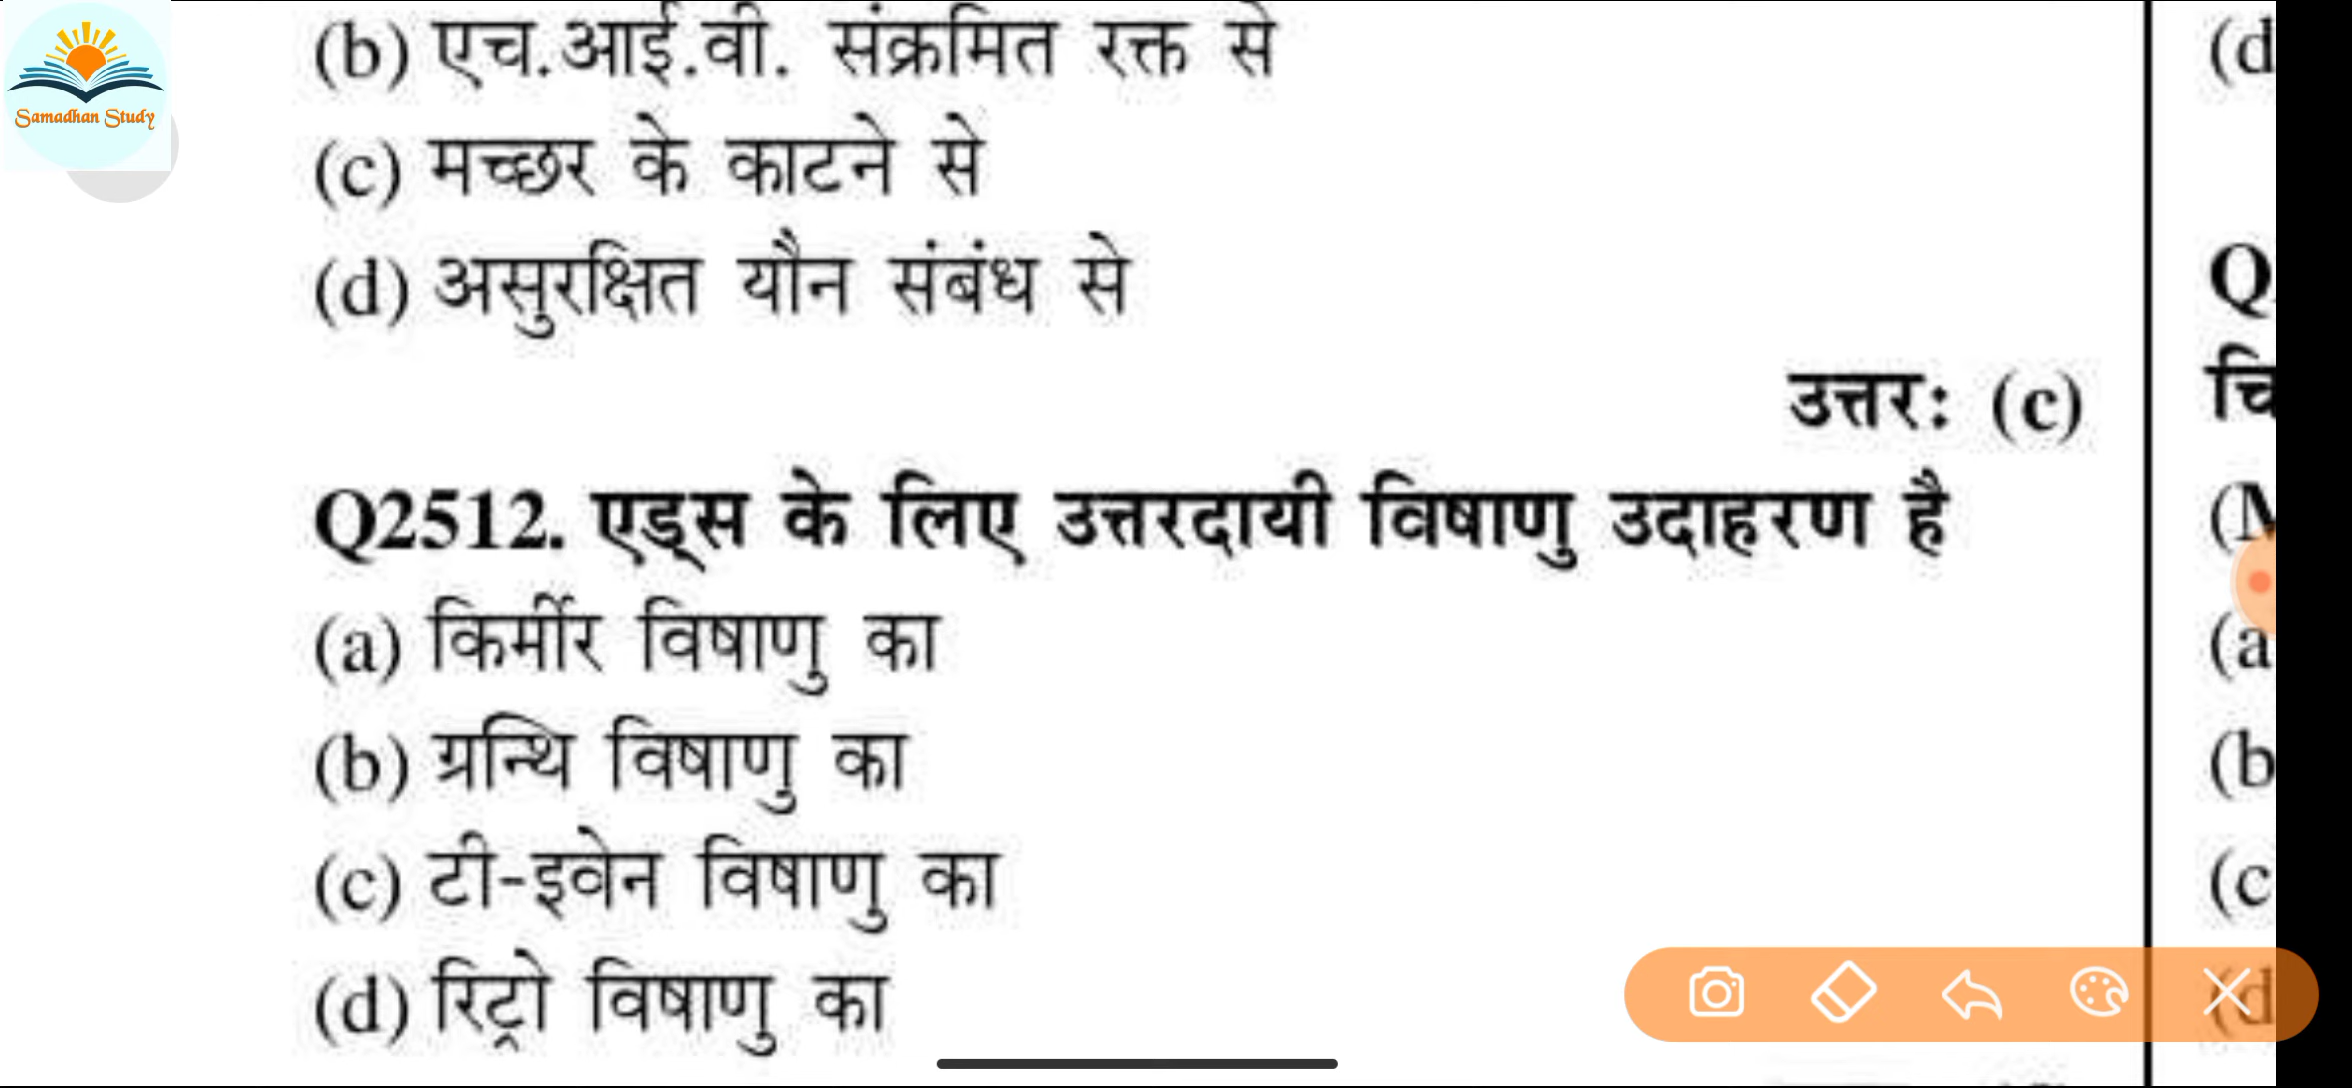 Samadhan Study
(b) एच.आई.वी. संक्रमित रक्त से
(c) मच्छर के काटने से
(d) असुरक्षित यौन संबंध से
उत्तरः (c)
Q2512. एड्स के लिए उत्तरदायी विषाणु उदाहरण है
(a) किर्मीर विषाणु का
(b) ग्रन्थि विषाणु का
(c) टी-इवेन विषाणु का
(d) रिट्रो विषाणु का
(d
Q
चि
(a
(b
(c
(d